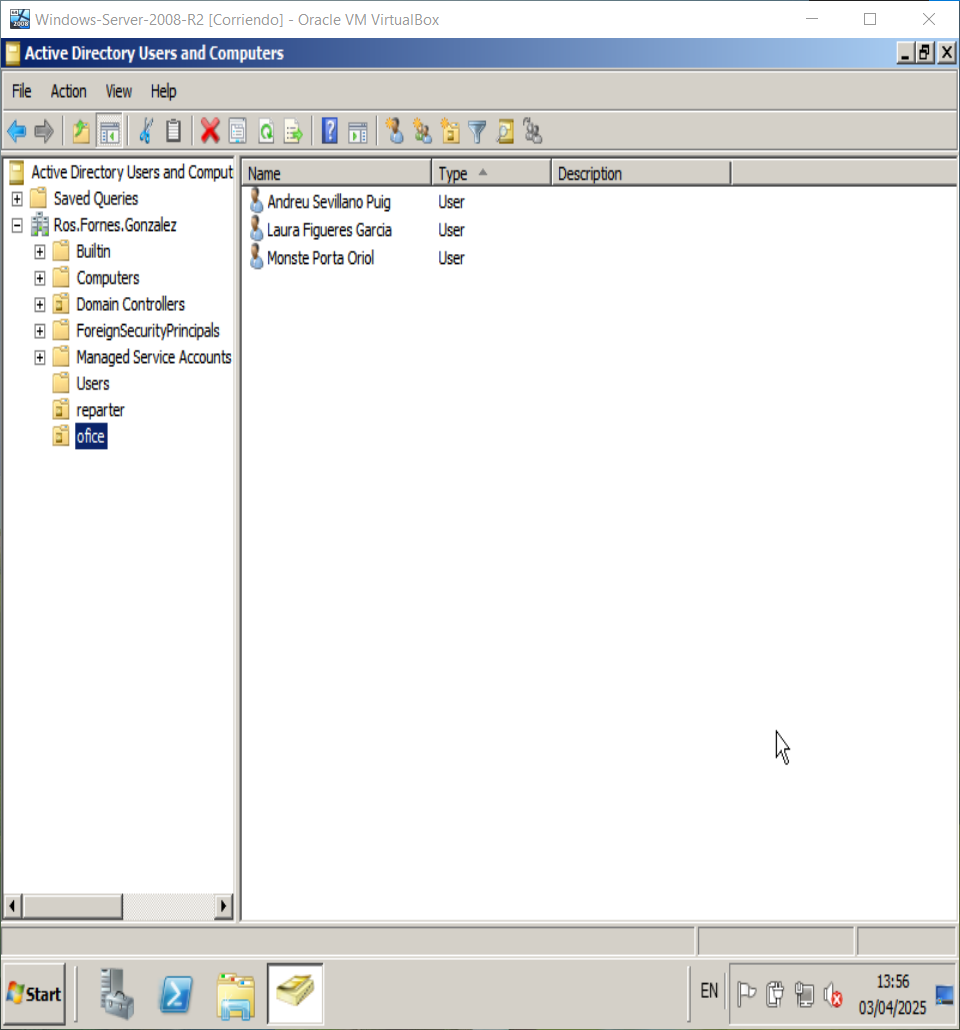 Windows-Server-2008-R2 [Corriendo] - Oracle VM VirtualBox
Active Directory Users and Computers
File Action View Help
Active Directory Users and Comput
Saved Queries
Ros.Fornes.Gonzalez
Builtin
Computers
Domain Controllers
ForeignSecurityPrincipals
Managed Service Accounts
Users
reparter
ofice
Name Type Description
Andreu Sevillano Puig User
Laura Figueres Garcia User
Monste Porta Oriol User
Start
EN
13:56
03/04/2025